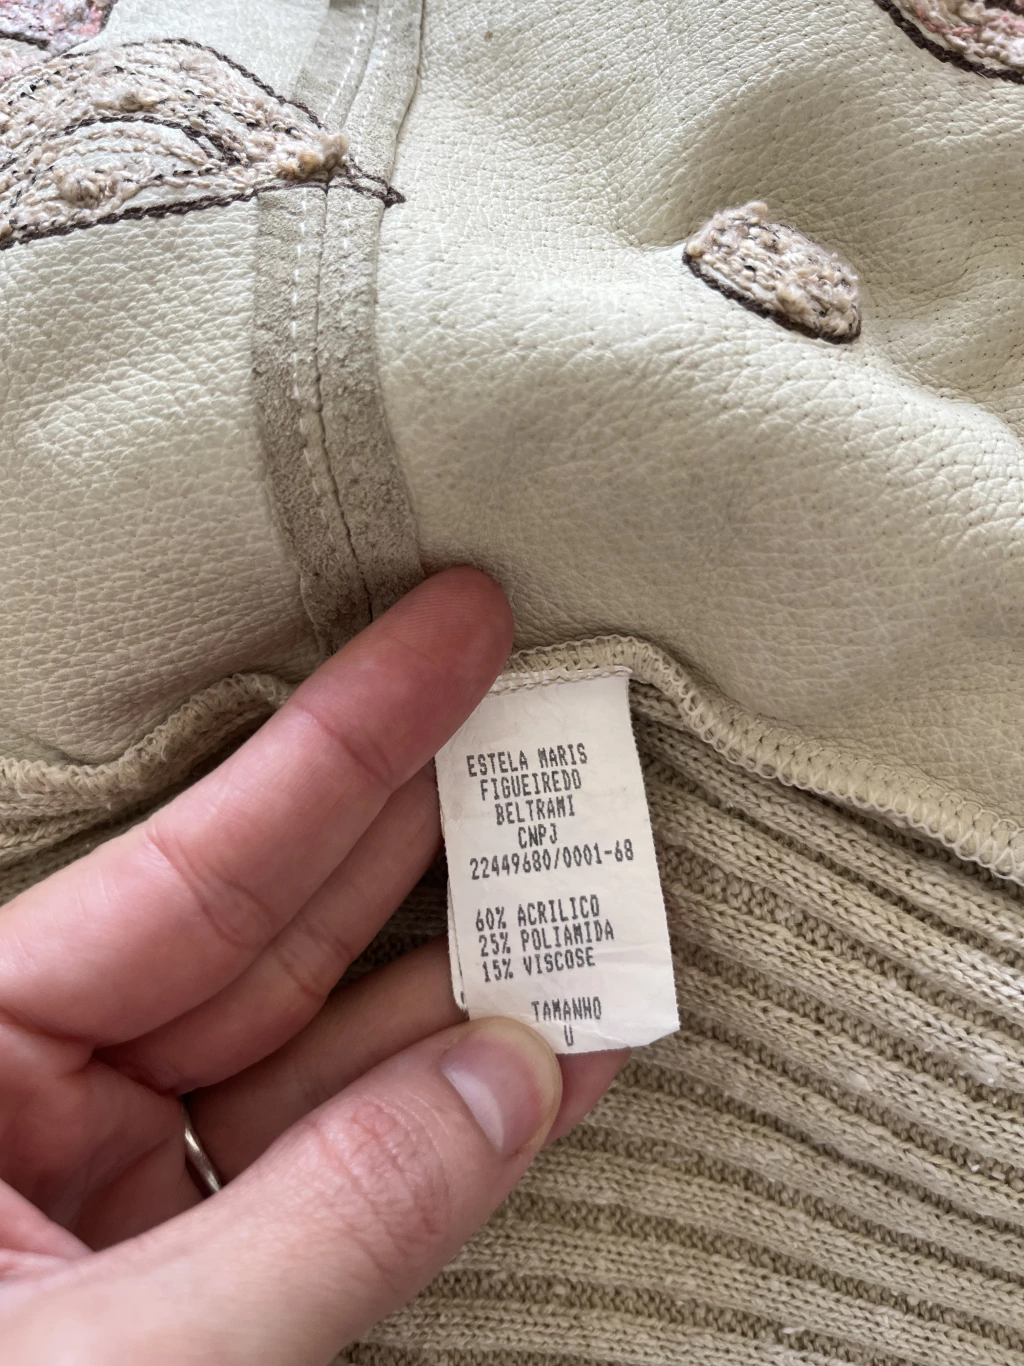 ESTELA MARIS
FIGUEIREDO
BELTRAMI
CNPJ
22449680/0001-68
60% ACRILICO
25% POLIAMIDA
15% VISCOSE
TAMANHO
U